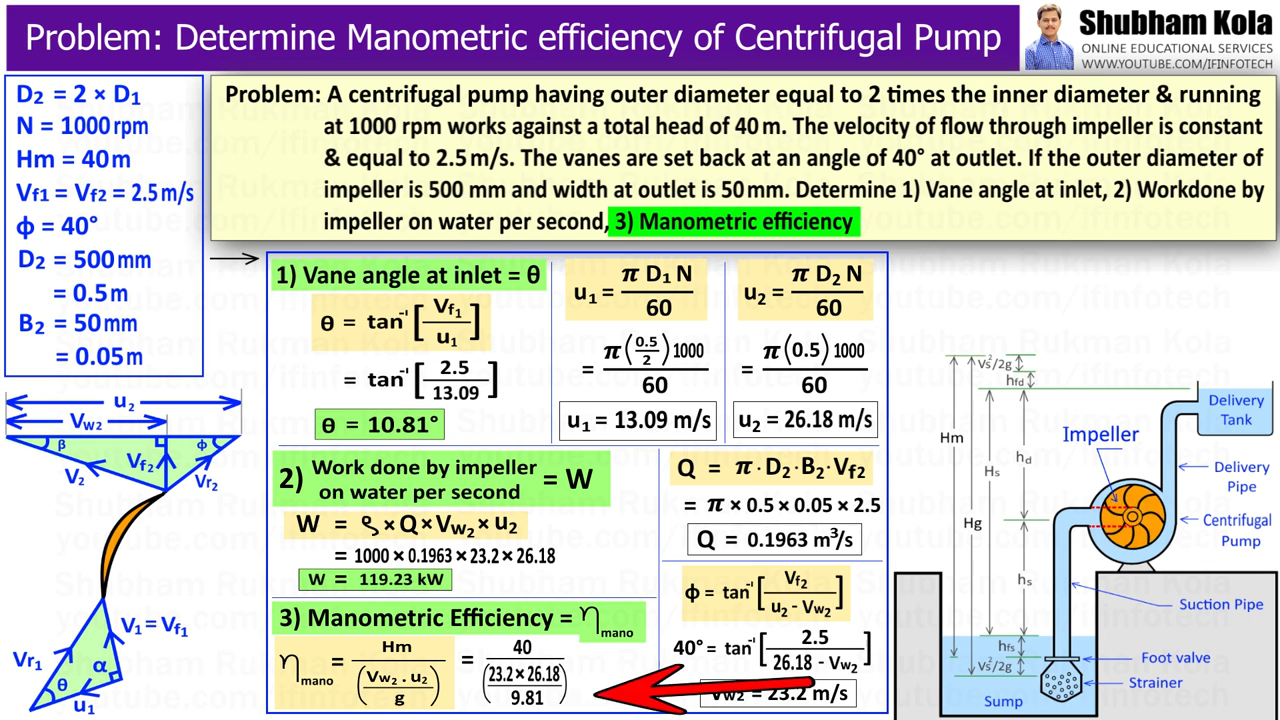 Problem: Determine Manometric efficiency of Centrifugal Pump
Shubham Kola
ONLINE EDUCATIONAL SERVICES
WWW.YOUTUBE.COM/IFINFOTECH
D₂ = 2 × D₁
N = 1000 rpm
Hm = 40 m
Vf₁ = Vf₂ = 2.5 m/s
ϕ = 40°
D₂ = 500 mm
= 0.5 m
B₂ = 50 mm
= 0.05 m
Problem: A centrifugal pump having outer diameter equal to 2 times the inner diameter & running
at 1000 rpm works against a total head of 40 m. The velocity of flow through impeller is constant
& equal to 2.5 m/s. The vanes are set back at an angle of 40° at outlet. If the outer diameter of
impeller is 500 mm and width at outlet is 50 mm. Determine 1) Vane angle at inlet, 2) Workdone by
impeller on water per second, 3) Manometric efficiency
1) Vane angle at inlet = θ
θ = tan⁻¹ [Vf₁ / u₁]
= tan⁻¹ [2.5 / 13.09]
θ = 10.81°
u₁ = π D₁ N / 60
= π (0.5/2) 1000 / 60
u₁ = 13.09 m/s
u₂ = π D₂ N / 60
= π (0.5) 1000 / 60
u₂ = 26.18 m/s
2) Work done by impeller
on water per second = W
W = ρ × Q × Vw₂ × u₂
= 1000 × 0.1963 × 23.2 × 26.18
W = 119.23 kW
Q = π · D₂ · B₂ · Vf₂
= π × 0.5 × 0.05 × 2.5
Q = 0.1963 m³/s
ϕ = tan⁻¹ [Vf₂ / u₂ - Vw₂]
40° = tan⁻¹ [2.5 / 26.18 - Vw₂]
Vw₂ = 23.2 m/s
3) Manometric Efficiency = η mano
η mano = Hm / (Vw₂ . u₂ / g) = 40 / (23.2 × 26.18 / 9.81)
u₂
Vw₂
β
ϕ
V₂
Vf₂
Vr₂
V₁ = Vf₁
Vr₁
α
θ
u₁
Vs²/2g
hfd
Hm
Hs
hd
Hg
hs
hfs
Vs²/2g
Delivery
Tank
Impeller
Delivery
Pipe
Centrifugal
Pump
Suction Pipe
Foot valve
Strainer
Sump
Shubham Rukman Kola
youtube.com/ifinfotech